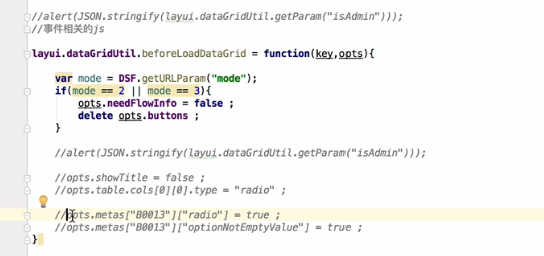 //alert(JSON.stringify(layui.dataGridUtil.getParam("isAdmin")));
//事件相关的js
layui.dataGridUtil.beforeLoadDataGrid = function(key,opts){
var mode = DSF.getURLParam("mode");
if(mode == 2 || mode == 3){
opts.needFlowInfo = false ;
delete opts.buttons ;
}
//alert(JSON.stringify(layui.dataGridUtil.getParam("isAdmin")));
//opts.showTitle = false ;
//opts.table.cols[0][0].type = "radio" ;
//opts.metas["B0013"]["radio"] = true ;
//opts.metas["B0013"]["optionNotEmptyValue"] = true ;
}